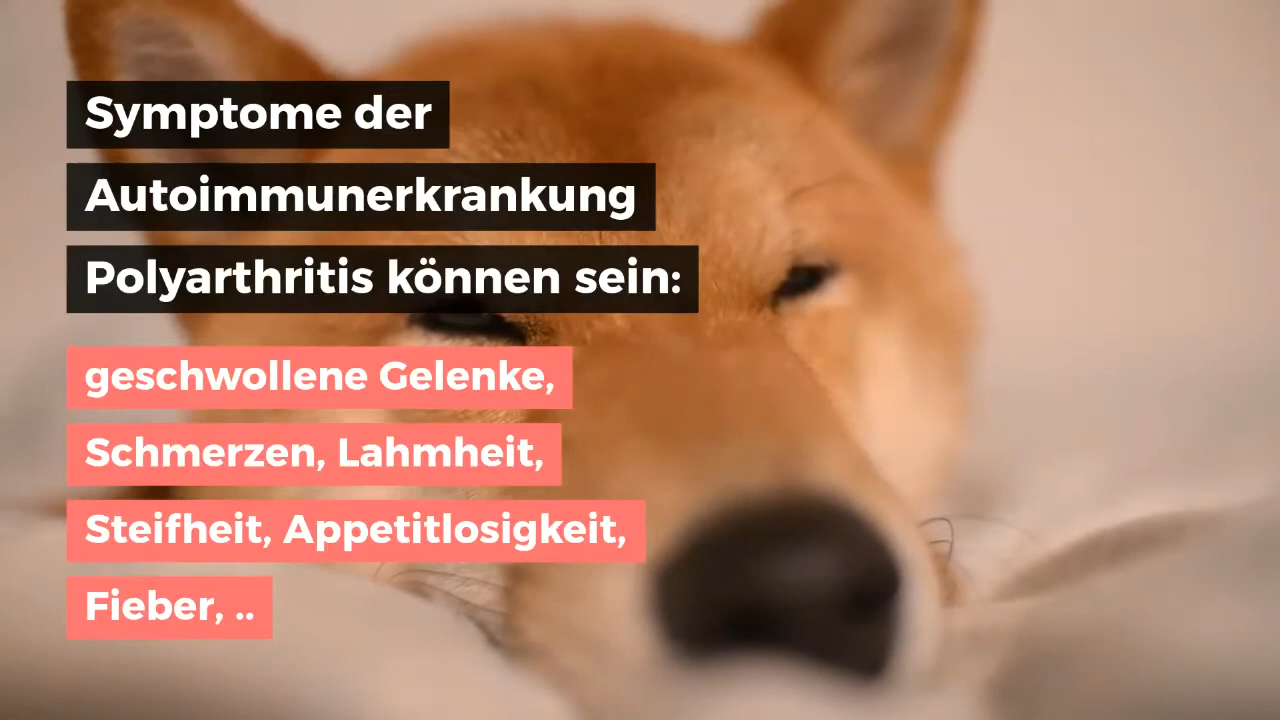 Symptome der
Autoimmunerkrankung
Polyarthritis können sein:
geschwollene Gelenke,
Schmerzen, Lahmheit,
Steifheit, Appetitlosigkeit,
Fieber, ..